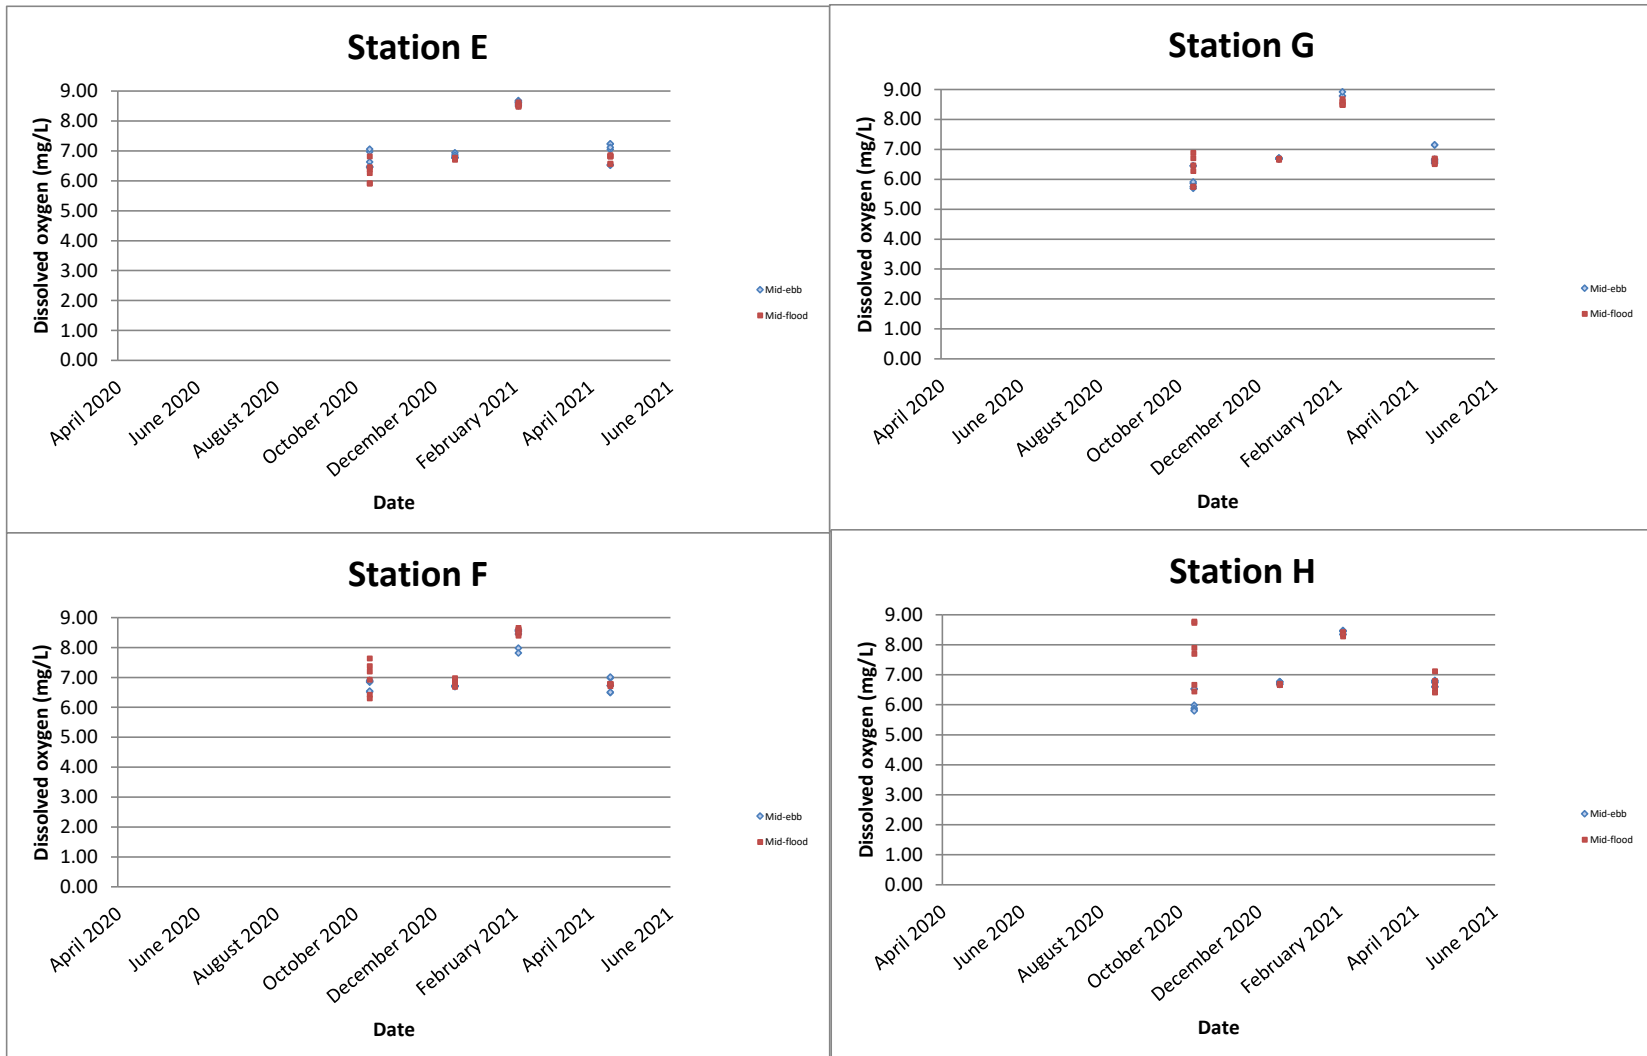 Station E
9.00
8.00
7.00
6.00
5.00
4.00
3.00
2.00
1.00
0.00
Dissolved oxygen (mg/L)
April 2020
June 2020
August 2020
October 2020
December 2020
February 2021
April 2021
June 2021
Date
Mid-ebb
Mid-flood
Station G
9.00
8.00
7.00
6.00
5.00
4.00
3.00
2.00
1.00
0.00
Dissolved oxygen (mg/L)
April 2020
June 2020
August 2020
October 2020
December 2020
February 2021
April 2021
June 2021
Date
Mid-ebb
Mid-flood
Station F
9.00
8.00
7.00
6.00
5.00
4.00
3.00
2.00
1.00
0.00
Dissolved oxygen (mg/L)
April 2020
June 2020
August 2020
October 2020
December 2020
February 2021
April 2021
June 2021
Date
Mid-ebb
Mid-flood
Station H
9.00
8.00
7.00
6.00
5.00
4.00
3.00
2.00
1.00
0.00
Dissolved oxygen (mg/L)
April 2020
June 2020
August 2020
October 2020
December 2020
February 2021
April 2021
June 2021
Date
Mid-ebb
Mid-flood